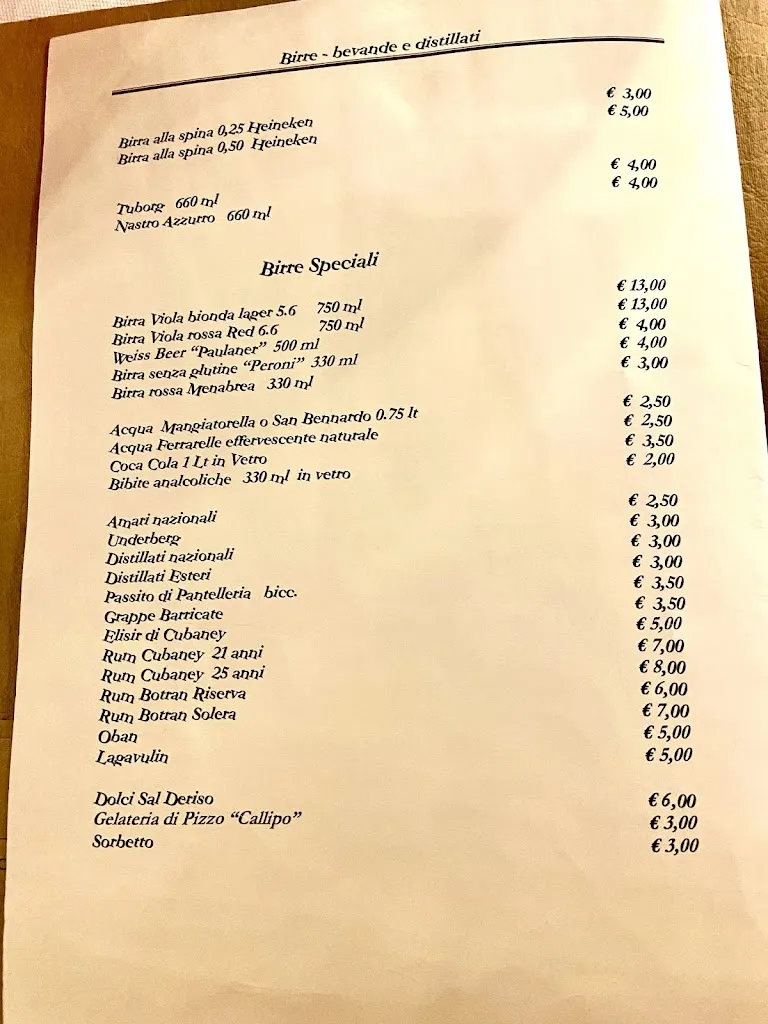 Birre - bevande e distillati
Birra alla spina 0,25 Heineken € 3,00
Birra alla spina 0,50 Heineken € 5,00
Tuborg 660 ml € 4,00
Nastro Azzurro 660 ml € 4,00
Birre Speciali
Birra Viola bionda lager 5.6 750 ml € 13,00
Birra Viola rossa Red 6.6 750 ml € 13,00
Weiss Beer “Paulaner” 500 ml € 4,00
Birra senza glutine “Peroni” 330 ml € 4,00
Birra rossa Menabrea 330 ml € 3,00
Acqua Mangiatorella o San Bennardo 0.75 lt € 2,50
Acqua Ferrarelle effervescente naturale € 2,50
Coca Cola 1 Lt in Vetro € 3,50
Bibite analcoliche 330 ml in vetro € 2,00
Amari nazionali € 2,50
Underberg € 3,00
Distillati nazionali € 3,00
Distillati Esteri € 3,00
Passito di Pantelleria bicc. € 3,50
Grappe Barricate € 3,50
Elisir di Cubaney € 5,00
Rum Cubaney 21 anni € 7,00
Rum Cubaney 25 anni € 8,00
Rum Botran Riserva € 6,00
Rum Botran Solera € 7,00
Oban € 5,00
Lagavulin € 5,00
Dolci Sal Deriso € 6,00
Gelateria di Pizzo “Callipo” € 3,00
Sorbetto € 3,00